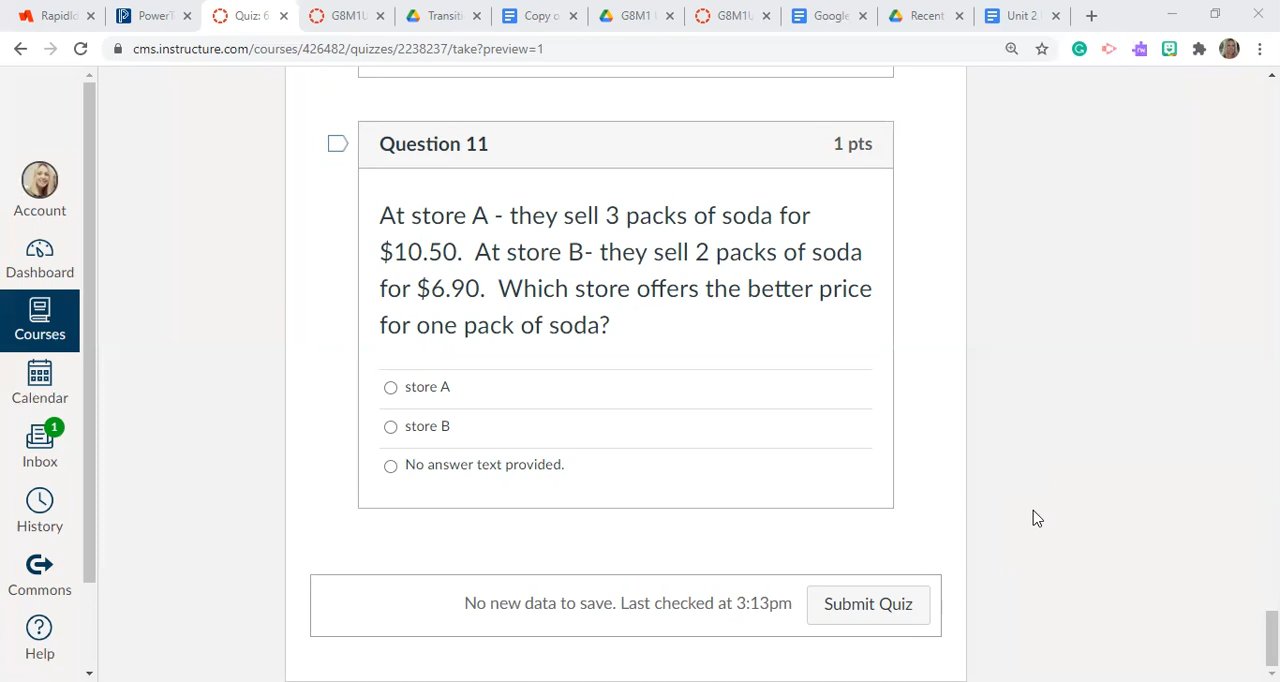 Rapidid
PowerT
Quiz: 6
G8M1U
Transiti
Copy o
G8M1
G8M1U
Google
Recent
Unit 2
cms.instructure.com/courses/426482/quizzes/2238237/take?preview=1
Account
Dashboard
Courses
Calendar
1
Inbox
History
Commons
Help
Question 11
1 pts
At store A - they sell 3 packs of soda for
$10.50. At store B- they sell 2 packs of soda
for $6.90. Which store offers the better price
for one pack of soda?
store A
store B
No answer text provided.
No new data to save. Last checked at 3:13pm
Submit Quiz